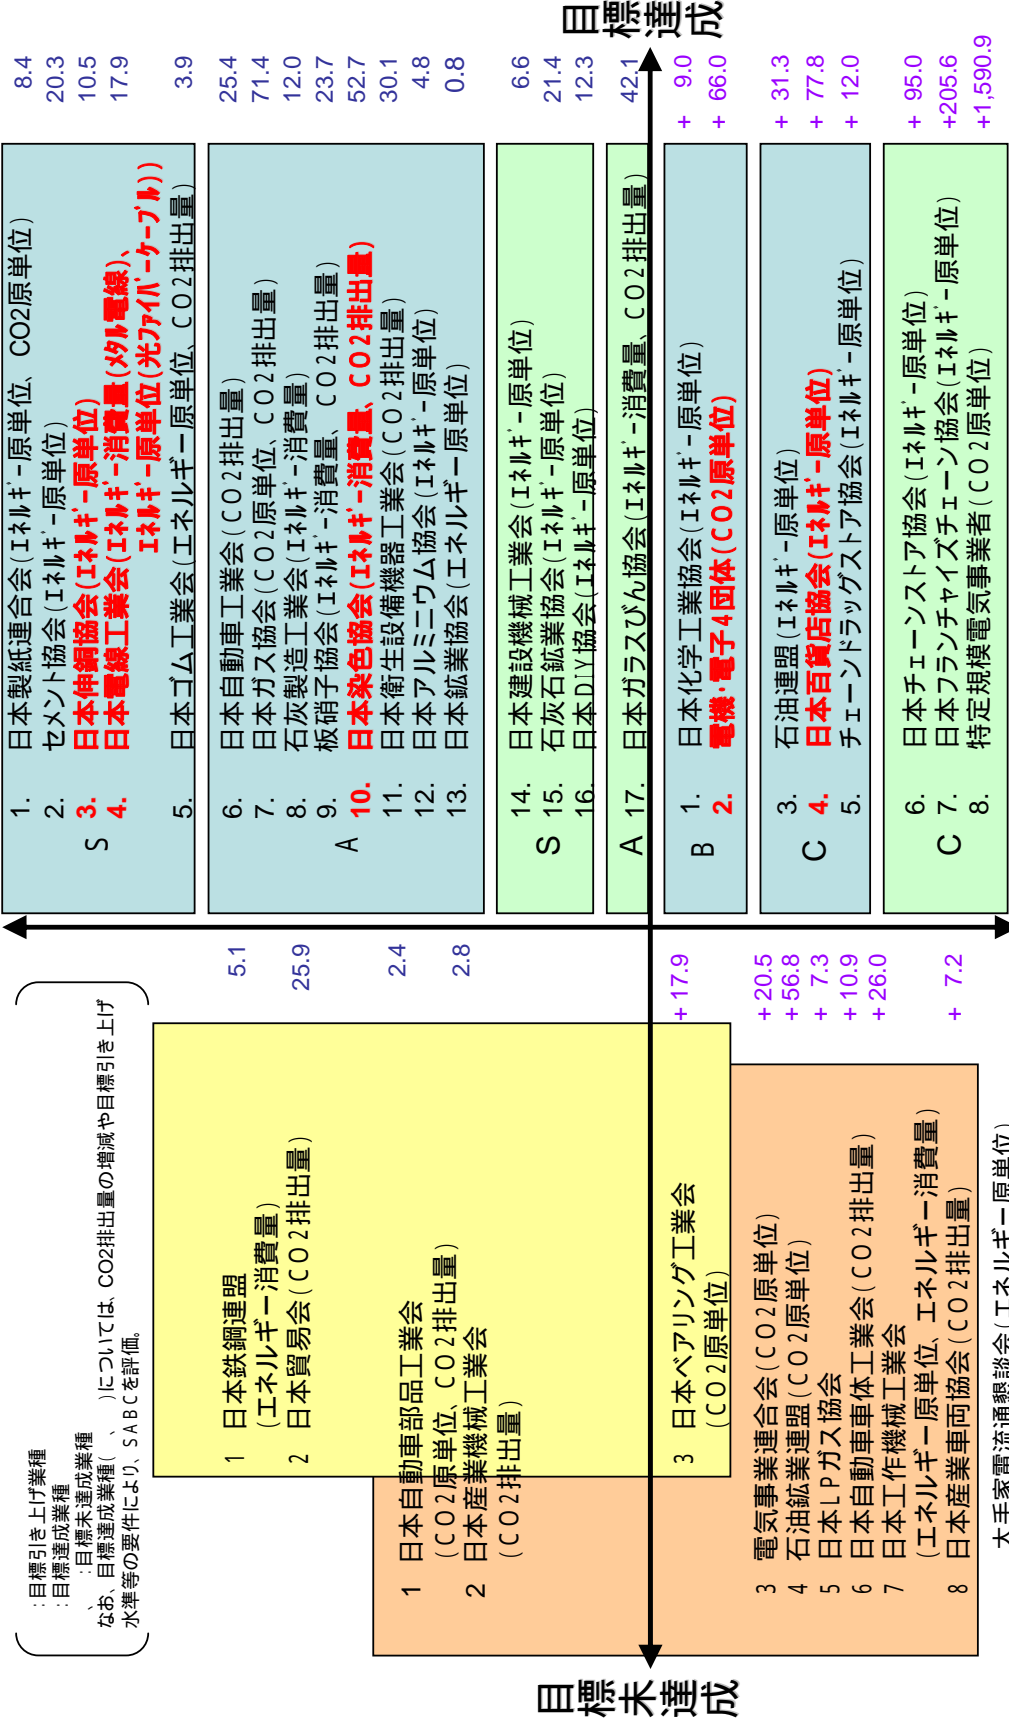 目標達成
:目標引き上げ業種
:目標達成業種
、 :目標未達成業種
なお、目標達成業種( 、 )については、CO2排出量の増減や目標引き上げ
水準等の要件により、SABCを評価。
S
1. 日本製紙連合会(エネルギー原単位、CO2原単位) 8.4
2. セメント協会(エネルギー原単位) 20.3
3. 日本伸銅協会(エネルギー原単位) 10.5
4. 日本電線工業会(エネルギー消費量(メタル電線)、 17.9
エネルギー原単位(光ファイバーケーブル))
5. 日本ゴム工業会(エネルギー原単位、CO2排出量) 3.9
A
6. 日本自動車工業会(CO2排出量) 25.4
7. 日本ガス協会(CO2原単位、CO2排出量) 71.4
8. 石灰製造工業会(エネルギー消費量) 12.0
9. 板硝子協会(エネルギー消費量、CO2排出量) 23.7
10. 日本染色協会(エネルギー消費量、CO2排出量) 52.7
11. 日本衛生設備機器工業会(CO2排出量) 30.1
12. 日本アルミニウム協会(エネルギー原単位) 4.8
13. 日本鉱業協会(エネルギー原単位) 0.8
S
14. 日本建設機械工業会(エネルギー原単位) 6.6
15. 石灰石鉱業協会(エネルギー原単位) 21.4
16. 日本DIY協会(エネルギー原単位) 12.3
A
17. 日本ガラスびん協会(エネルギー消費量、CO2排出量) 42.1
B
1. 日本化学工業協会(エネルギー原単位) + 9.0
2. 電機・電子4団体(CO2原単位) + 66.0
C
3. 石油連盟(エネルギー原単位) + 31.3
4. 日本百貨店協会(エネルギー原単位) + 77.8
5. チェーンドラッグストア協会(エネルギー原単位) + 12.0
C
6. 日本チェーンストア協会(エネルギー原単位) + 95.0
7. 日本フランチャイズチェーン協会(エネルギー原単位) +205.6
8. 特定規模電気事業者(CO2原単位) +1,590.9
1 日本鉄鋼連盟 5.1
(エネルギー消費量)
2 日本貿易会(CO2排出量) 25.9
1 日本自動車部品工業会 2.4
(CO2原単位、CO2排出量)
2 日本産業機械工業会 2.8
(CO2排出量)
3 日本ベアリング工業会 + 17.9
(CO2原単位)
3 電気事業連合会(CO2原単位) + 20.5
4 石油鉱業連盟(CO2原単位) + 56.8
5 日本LPガス協会 + 7.3
6 日本自動車車体工業会(CO2排出量) + 10.9
7 日本工作機械工業会 + 26.0
(エネルギー原単位、エネルギー消費量)
8 日本産業車両協会(CO2排出量) + 7.2
大手家電流通懇談会(エネルギー原単位)
目標未達成